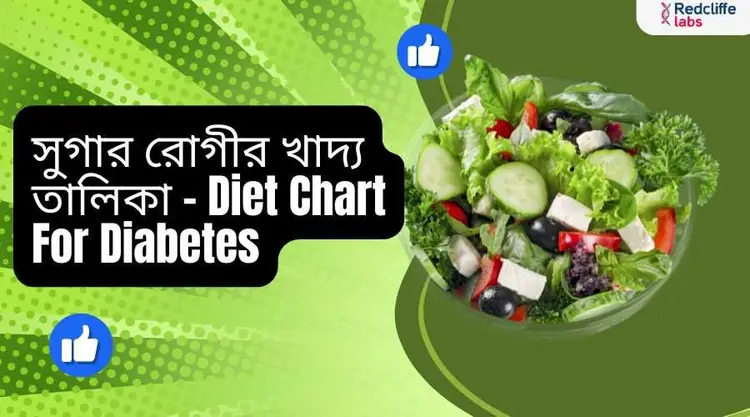 Redcliffe
labs
সুগার রোগীর খাদ্য
তালিকা - Diet Chart
For Diabetes